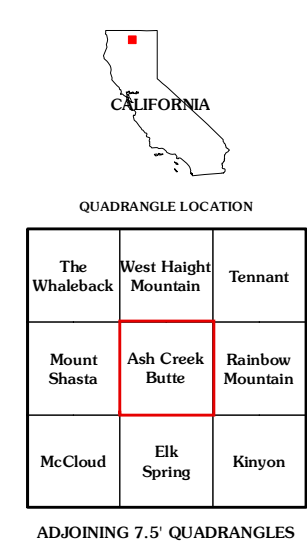 CALIFORNIA
QUADRANGLE LOCATION
The
Whaleback
West Haight
Mountain
Tennant
Mount
Shasta
Ash Creek
Butte
Rainbow
Mountain
McCloud
Elk
Spring
Kinyon
ADJOINING 7.5' QUADRANGLES